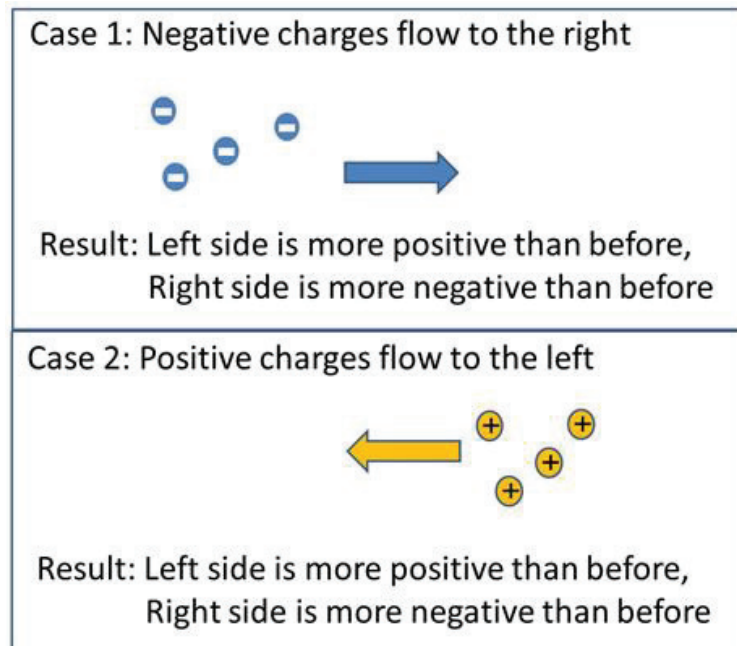 Case 1: Negative charges flow to the right
Result: Left side is more positive than before,
Right side is more negative than before
Case 2: Positive charges flow to the left
+ +
+
+
Result: Left side is more positive than before,
Right side is more negative than before